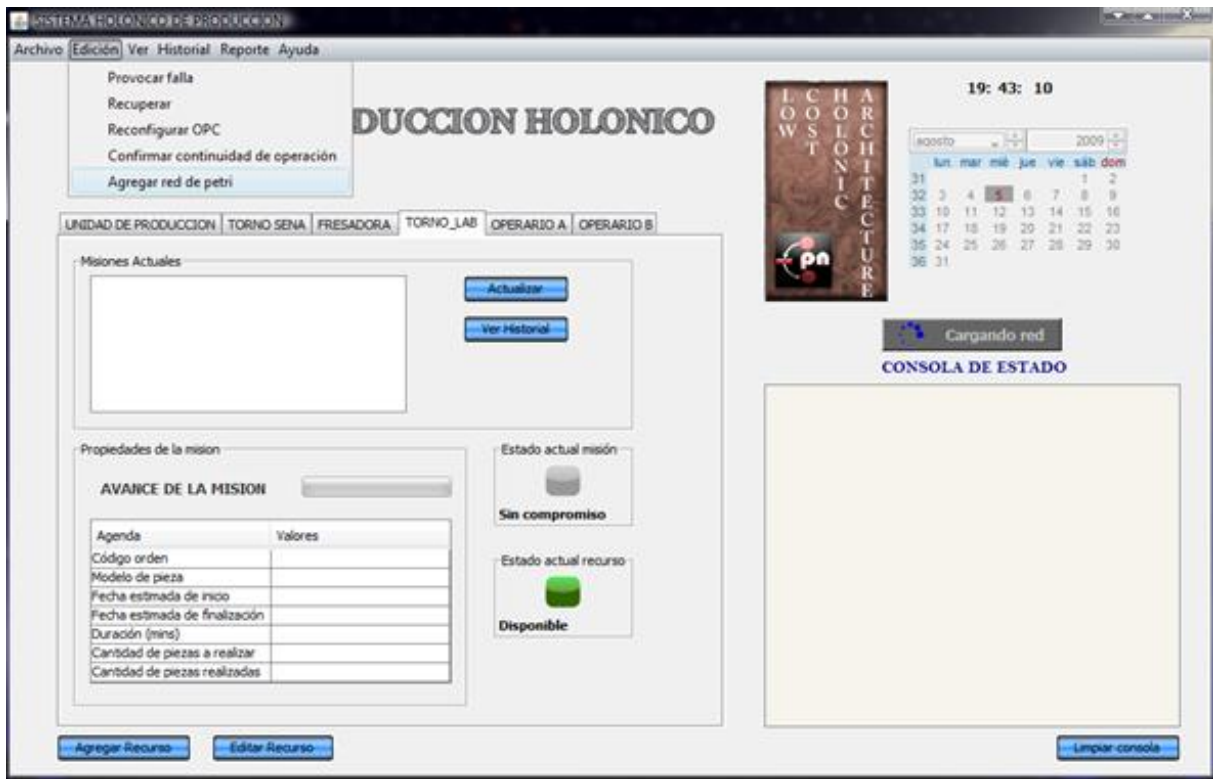 SISTEMA HOLONICO DE PRODUCCION
Archivo Edición Ver Historial Reporte Ayuda
Provocar falla
Recuperar
Reconfigurar OPC
Confirmar continuidad de operación
Agregar red de petri
DUCCION HOLONICO
LOW COST HOLONIC ARCHITECTURE
pn
19: 43: 10
agosto 2009
lun mar mié jue vie sáb dom
31 1 2
32 3 4 5 6 7 8 9
33 10 11 12 13 14 15 16
34 17 18 19 20 21 22 23
35 24 25 26 27 28 29 30
36 31
UNIDAD DE PRODUCCION TORNO SENA FRESADORA TORNO_LAB OPERARIO A OPERARIO B
Misiones Actuales
Actualizar
Ver Historial
Cargando red
CONSOLA DE ESTADO
Propiedades de la mision
AVANCE DE LA MISION
Agenda Valores
Código orden
Modelo de pieza
Fecha estimada de inicio
Fecha estimada de finalización
Duración (mins)
Cantidad de piezas a realizar
Cantidad de piezas realizadas
Estado actual misión
Sin compromiso
Estado actual recurso
Disponible
Agregar Recurso Editar Recurso
Limpiar consola